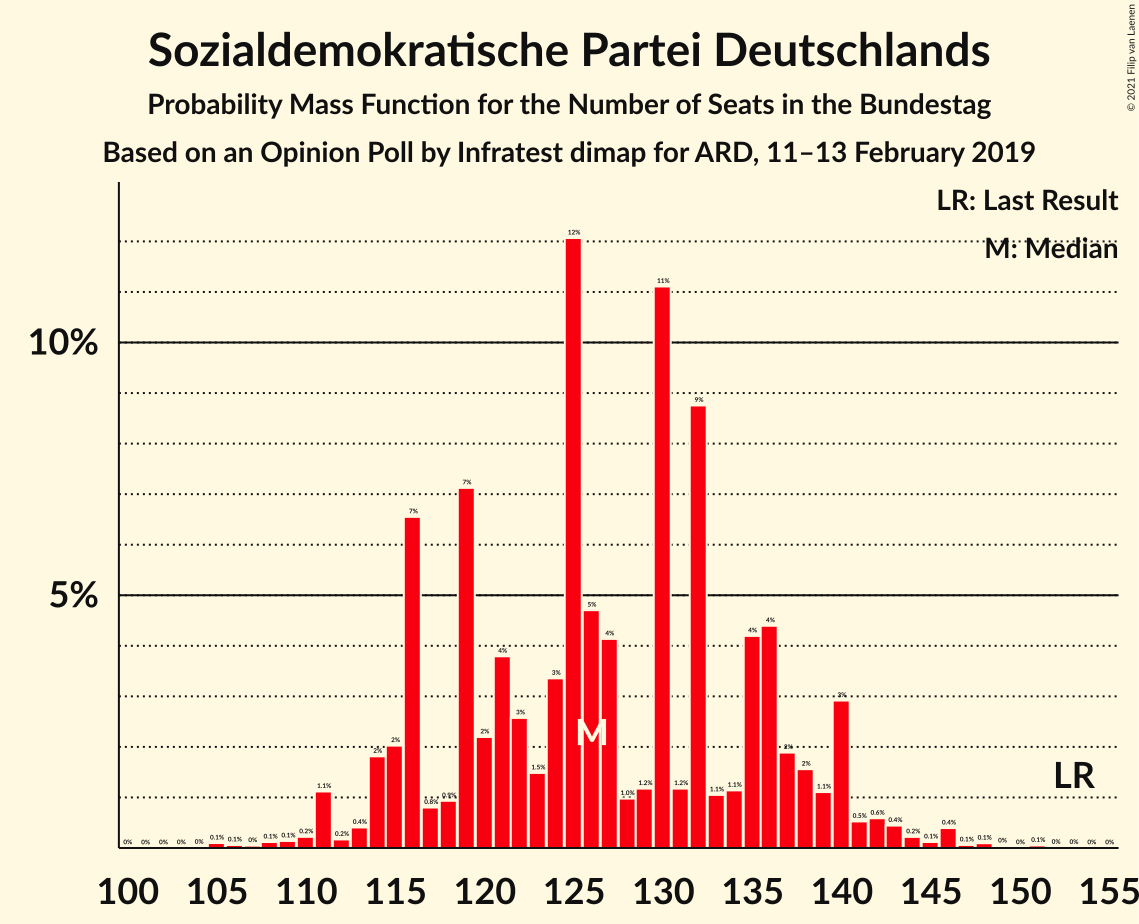 Sozialdemokratische Partei Deutschlands
Probability Mass Function for the Number of Seats in the Bundestag
Based on an Opinion Poll by Infratest dimap for ARD, 11–13 February 2019
© 2021 Filip van Laenen
LR: Last Result
M: Median
10%
5%
0% 0% 0% 0% 0% 0.1% 0.1% 0% 0.1% 0.1% 0.2% 1.1% 0.2% 0.4% 2% 2% 7% 0.8% 0.9% 7% 2% 4% 3% 1.5% 3% 12% 5% 4% 1.0% 1.2% 11% 1.2% 9% 1.1% 1.1% 4% 4% 2% 2% 1.1% 3% 0.5% 0.6% 0.4% 0.2% 0.1% 0.4% 0.1% 0.1% 0% 0% 0.1% 0% 0% 0% 0%
M
LR
100 105 110 115 120 125 130 135 140 145 150 155